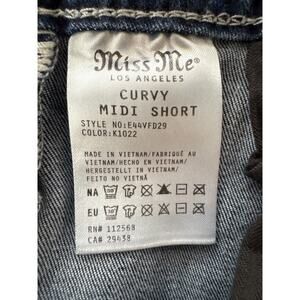 Miss Me®
LOS ANGELES
CURVY
MIDI SHORT
STYLE NO:E44VFD29
COLOR:K1022
MADE IN VIETNAM/FABRIQUÉ AU
VIETNAM/HECHO EN VIETNAM/
HERGESTELLT IN VIETNAM/
FEITO NO VIETNÃ
NA
EU
RN# 112568
CA# 29438